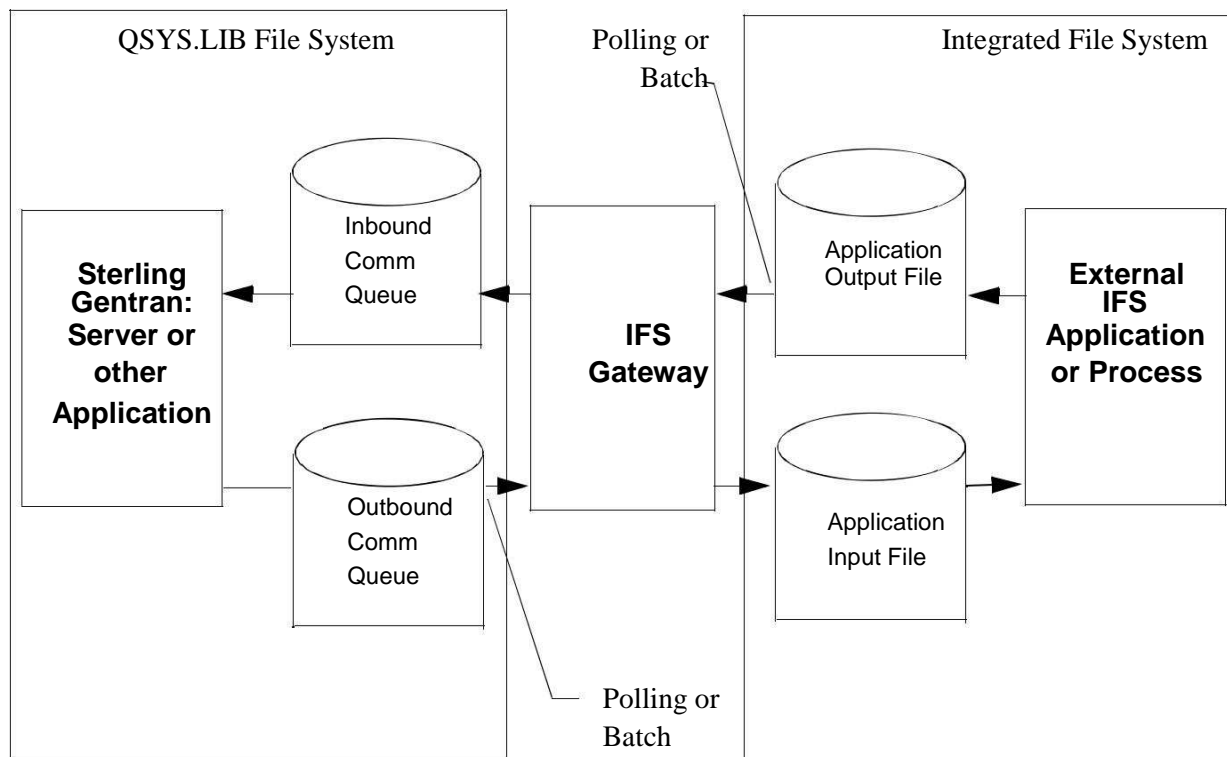 QSYS.LIB File System
Polling or
Batch
Integrated File System
Inbound
Comm
Queue
Application
Output File
Sterling
Gentran:
Server or
other
Application
IFS
Gateway
External
IFS
Application
or Process
Outbound
Comm
Queue
Application
Input File
Polling or
Batch